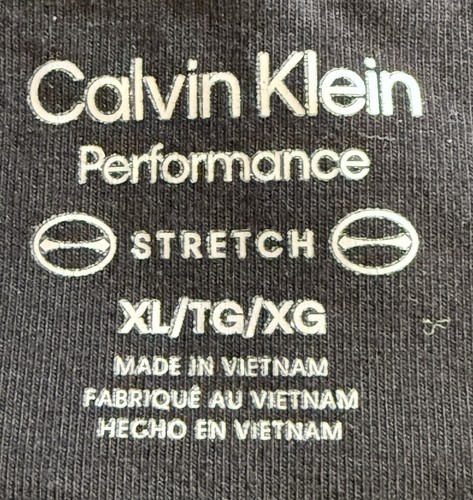 Calvin Klein
Performance
STRETCH
XL/TG/XG
MADE IN VIETNAM
FABRIQUÉ AU VIETNAM
HECHO EN VIETNAM